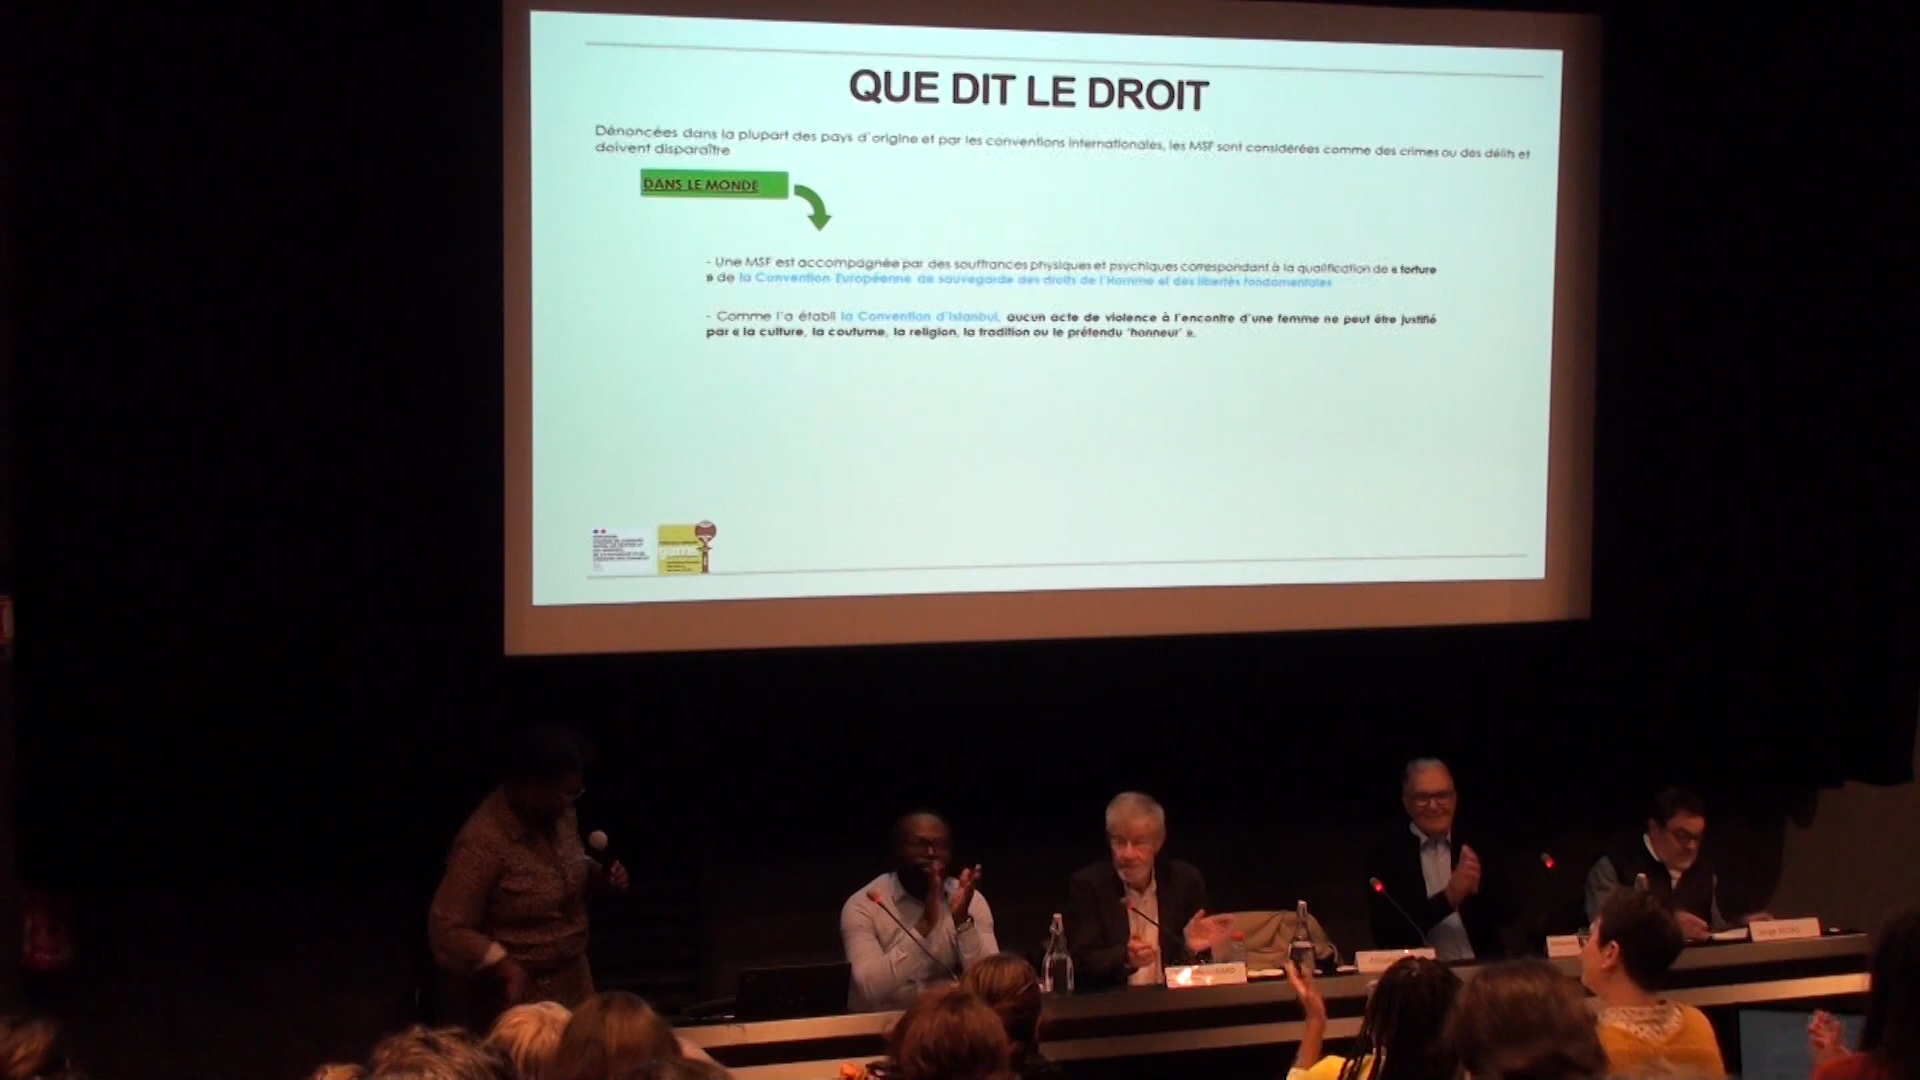 QUE DIT LE DROIT
Dénoncées dans la plupart des pays d'origine et par les conventions internationales, les MSF sont considérées comme des crimes ou des délits et
doivent disparaître
DANS LE MONDE
- Une MSF est accompagnée par des souffrances physiques et psychiques correspondant à la qualification de « torture
» de la Convention Européenne de sauvegarde des droits de l'Homme et des libertés fondamentales
- Comme l'a établi la Convention d'Istanbul, aucun acte de violence à l'encontre d'une femme ne peut être justifié
par « la culture, la coutume, la religion, la tradition ou le prétendu 'honneur' ».
gams